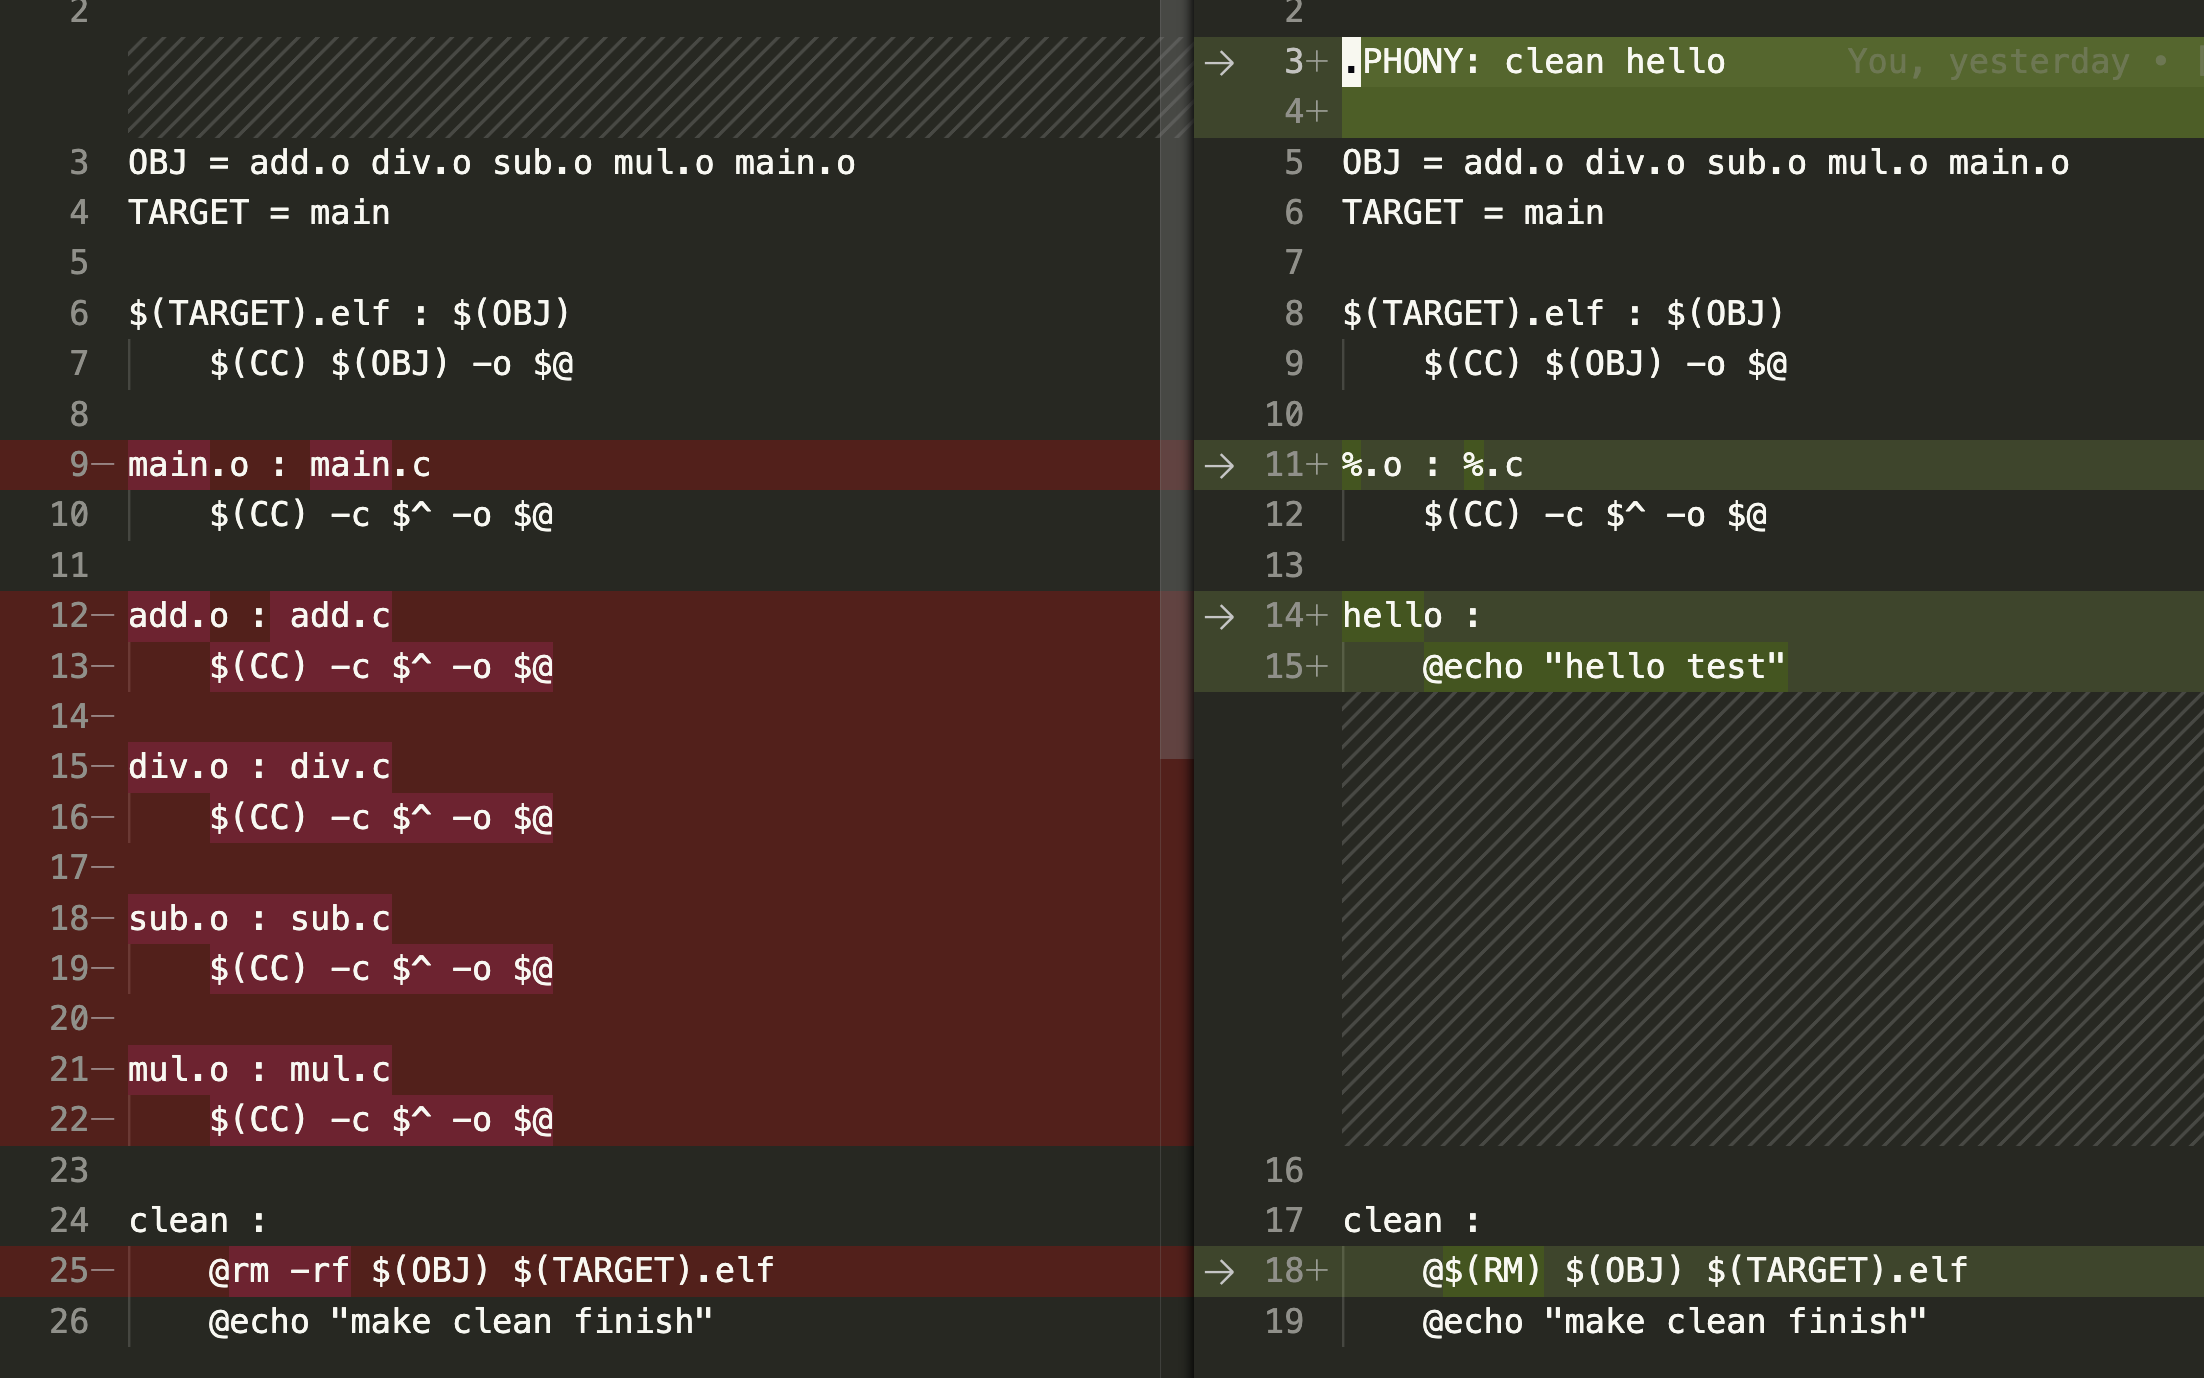 2
3 OBJ = add.o div.o sub.o mul.o main.o
4 TARGET = main
5
6 $(TARGET).elf : $(OBJ)
7 $(CC) $(OBJ) -o $@
8
9— main.o : main.c
10 $(CC) -c $^ -o $@
11
12— add.o : add.c
13— $(CC) -c $^ -o $@
14—
15— div.o : div.c
16— $(CC) -c $^ -o $@
17—
18— sub.o : sub.c
19— $(CC) -c $^ -o $@
20—
21— mul.o : mul.c
22— $(CC) -c $^ -o $@
23
24 clean :
25— @rm -rf $(OBJ) $(TARGET).elf
26 @echo "make clean finish"
2
→ 3+ .PHONY: clean hello You, yesterday •
4+
5 OBJ = add.o div.o sub.o mul.o main.o
6 TARGET = main
7
8 $(TARGET).elf : $(OBJ)
9 $(CC) $(OBJ) -o $@
10
→ 11+ %.o : %.c
12 $(CC) -c $^ -o $@
13
→ 14+ hello :
15+ @echo "hello test"
16
17 clean :
→ 18+ @$(RM) $(OBJ) $(TARGET).elf
19 @echo "make clean finish"